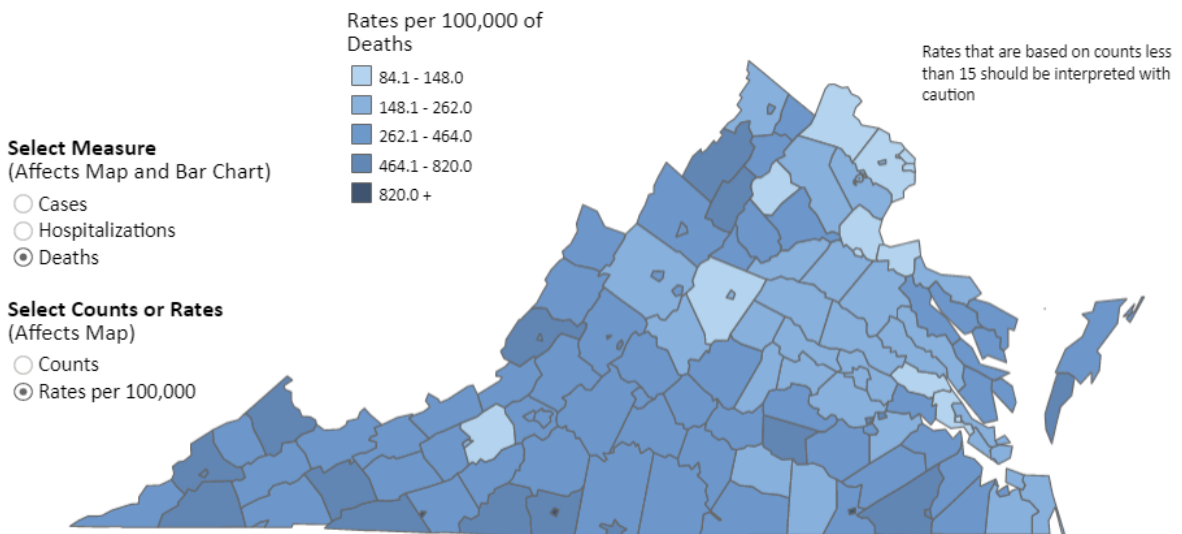 Rates per 100,000 of
Deaths
84.1 - 148.0
148.1 - 262.0
262.1 - 464.0
464.1 - 820.0
820.0 +
Rates that are based on counts less
than 15 should be interpreted with
caution
Select Measure
(Affects Map and Bar Chart)
Cases
Hospitalizations
Deaths
Select Counts or Rates
(Affects Map)
Counts
Rates per 100,000